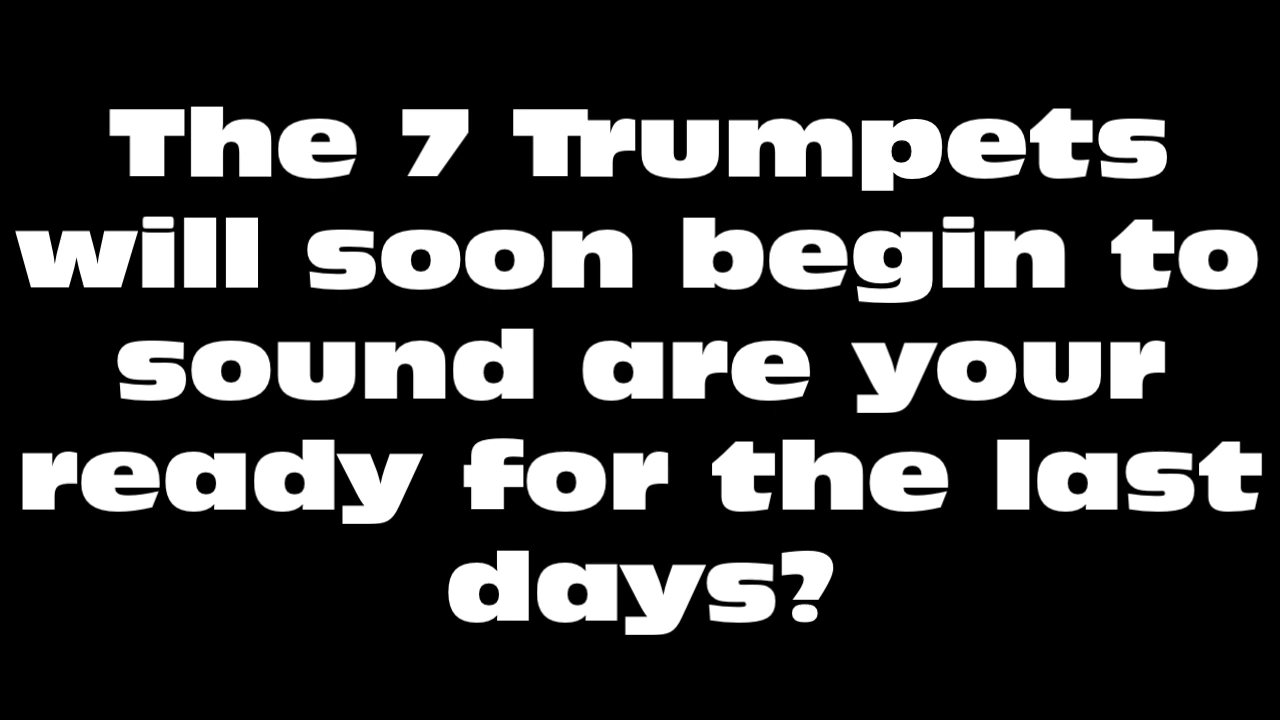 The 7 Trumpets
will soon begin to
sound are your
ready for the last
days?